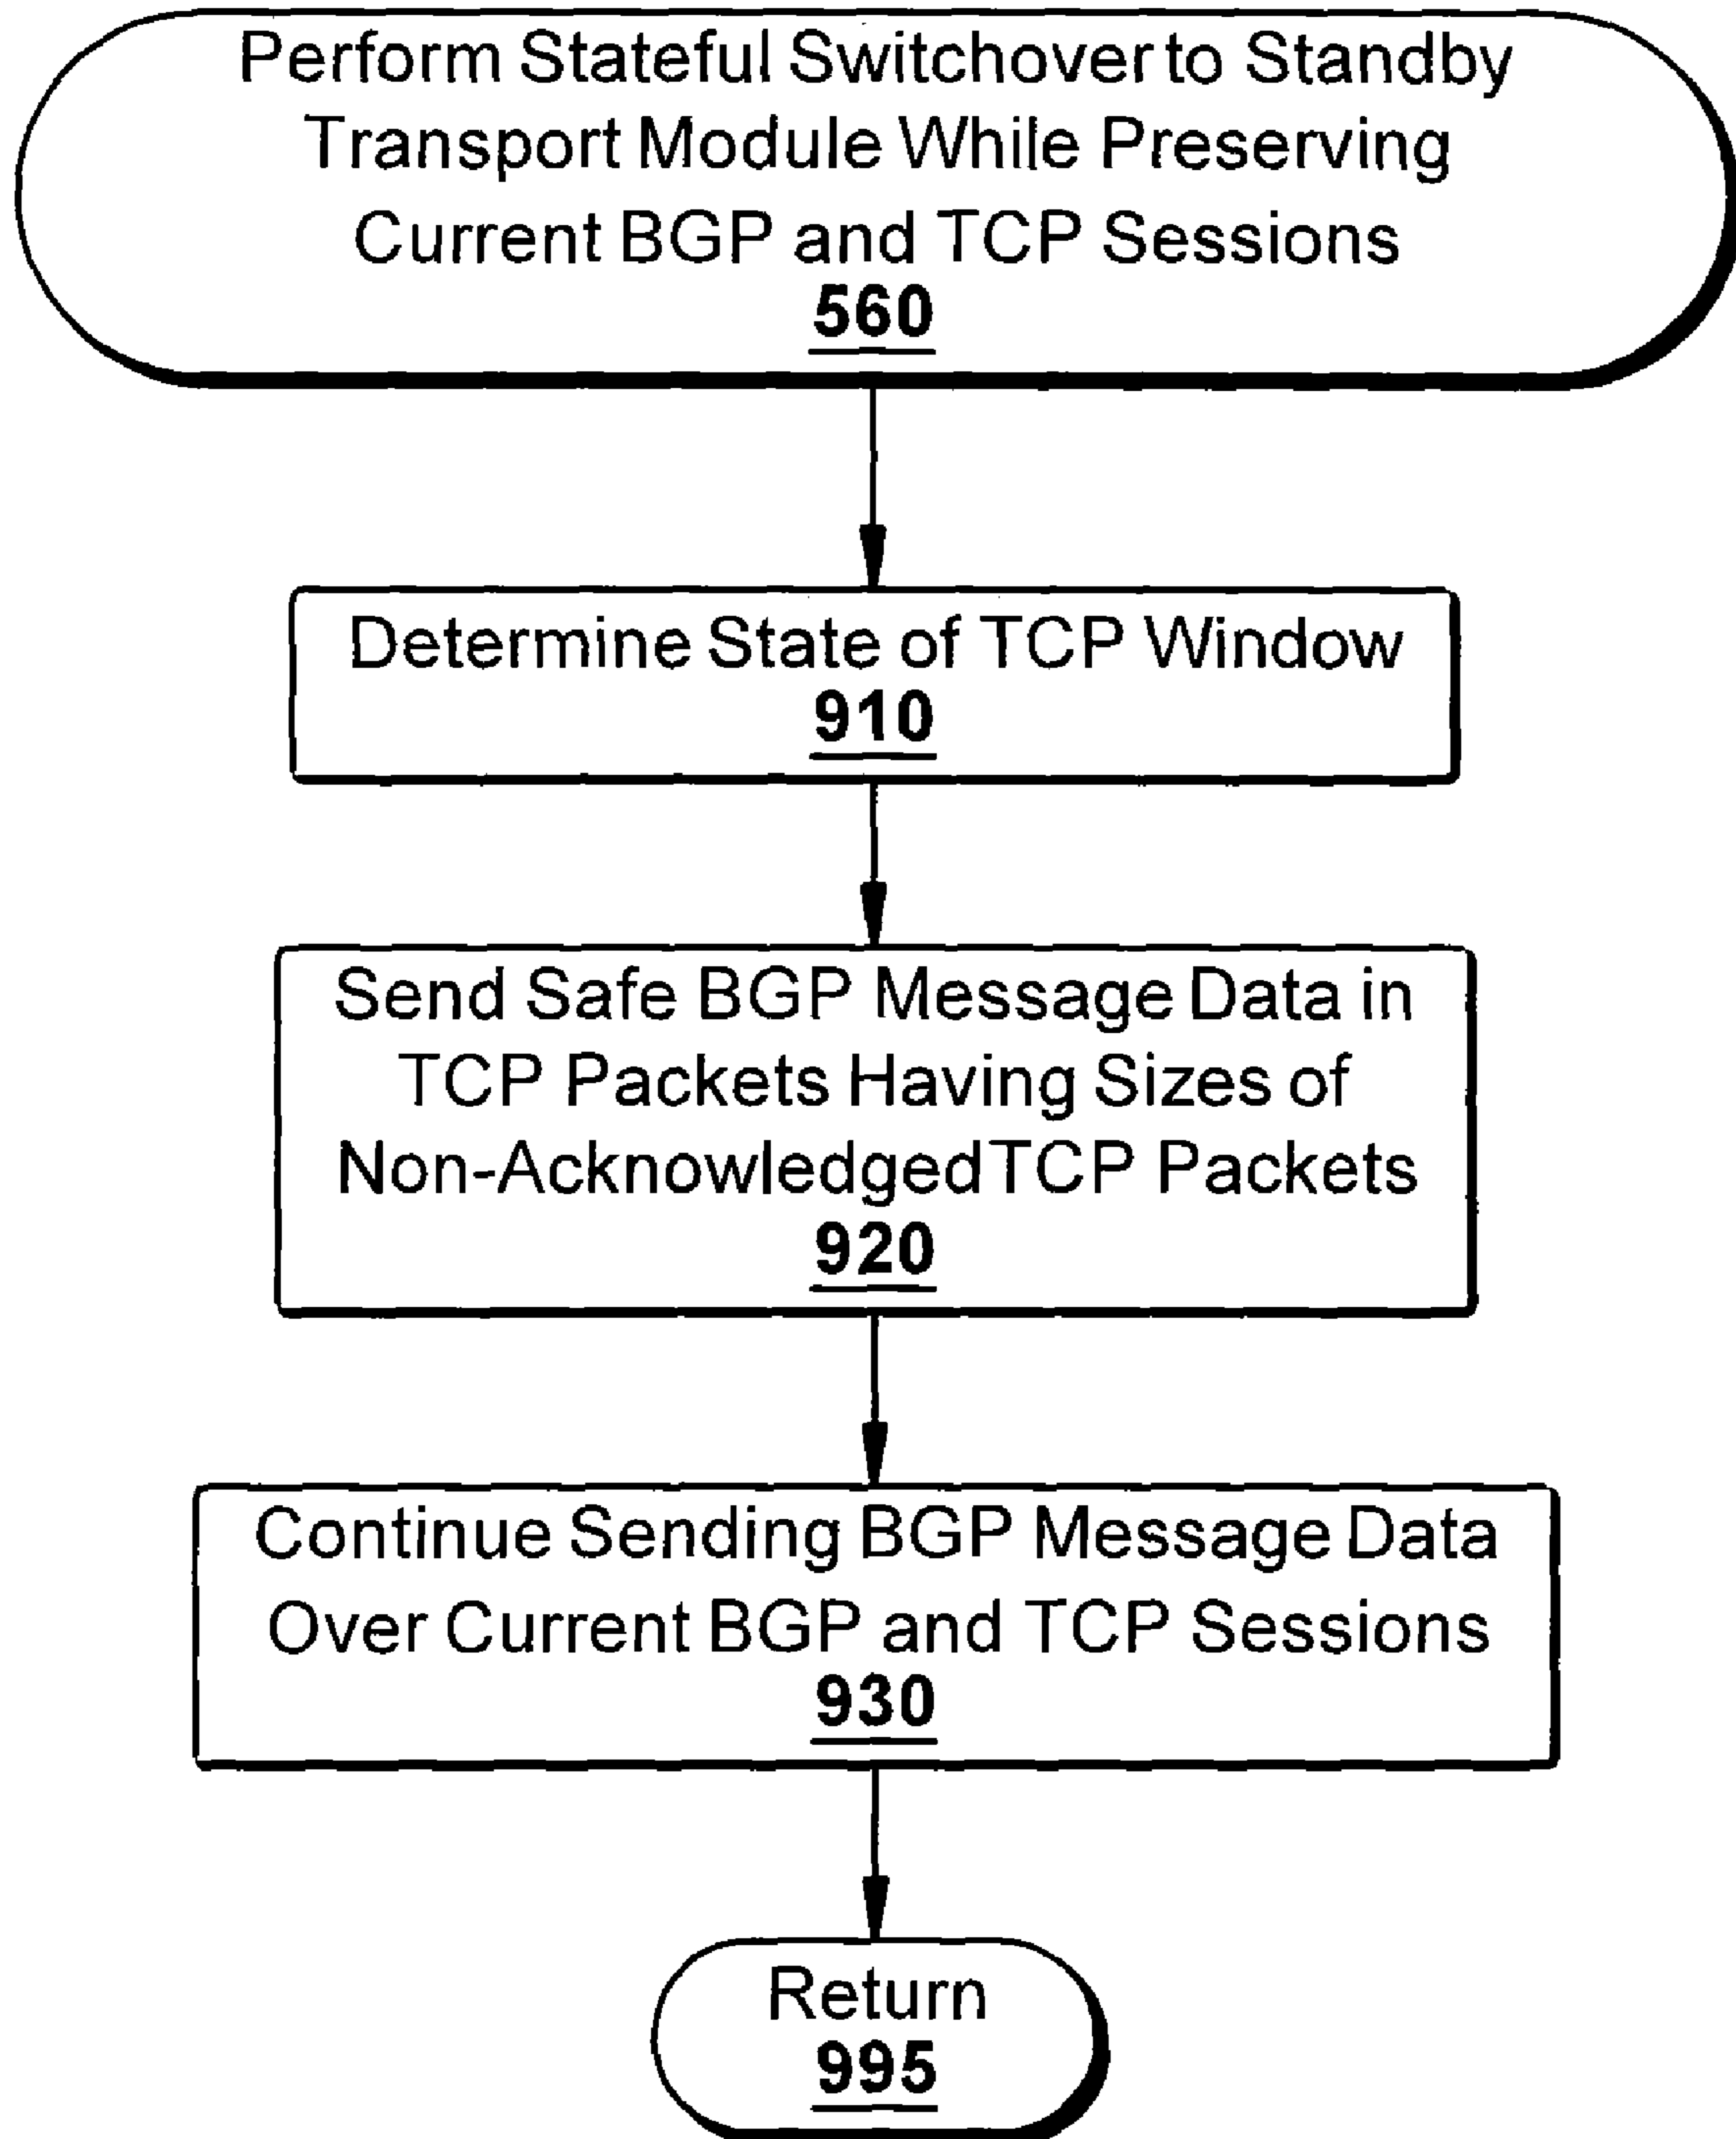 Perform Stateful Switchover to Standby
Transport Module While Preserving
Current BGP and TCP Sessions
560
Determine State of TCP Window
910
Send Safe BGP Message Data in
TCP Packets Having Sizes of
Non-Acknowledged TCP Packets
920
Continue Sending BGP Message Data
Over Current BGP and TCP Sessions
930
Return
995